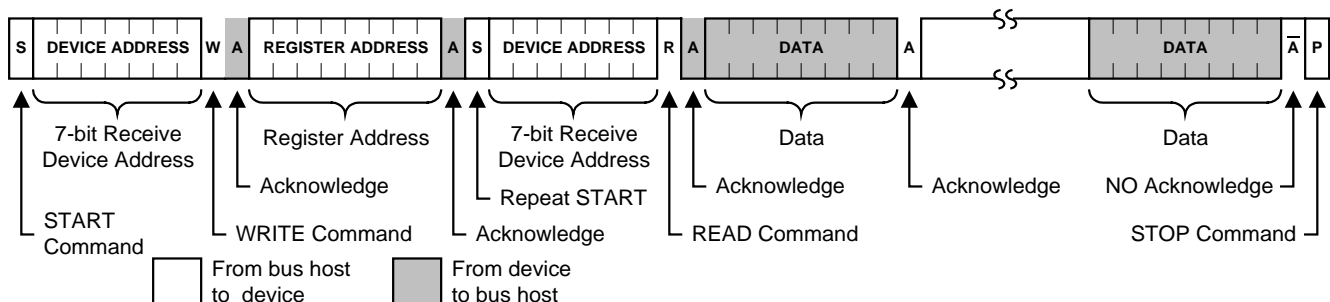 S DEVICE ADDRESS W A REGISTER ADDRESS A S DEVICE ADDRESS R A DATA A DATA A̅ P
7-bit Receive
Device Address
Register Address
7-bit Receive
Device Address
Data
Data
Acknowledge
Repeat START
Acknowledge
Acknowledge
NO Acknowledge
START
Command
WRITE Command
Acknowledge
READ Command
STOP Command
From bus host
to device
From device
to bus host